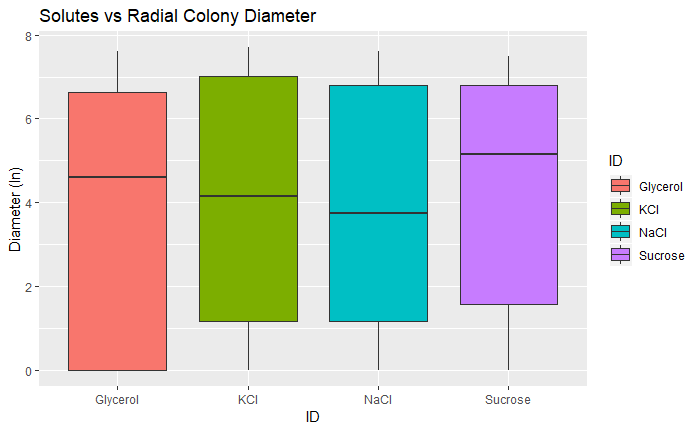 Solutes vs Radial Colony Diameter
8
6
4
2
0
Diameter (ln)
Glycerol KCl NaCl Sucrose
ID
ID
Glycerol
KCl
NaCl
Sucrose